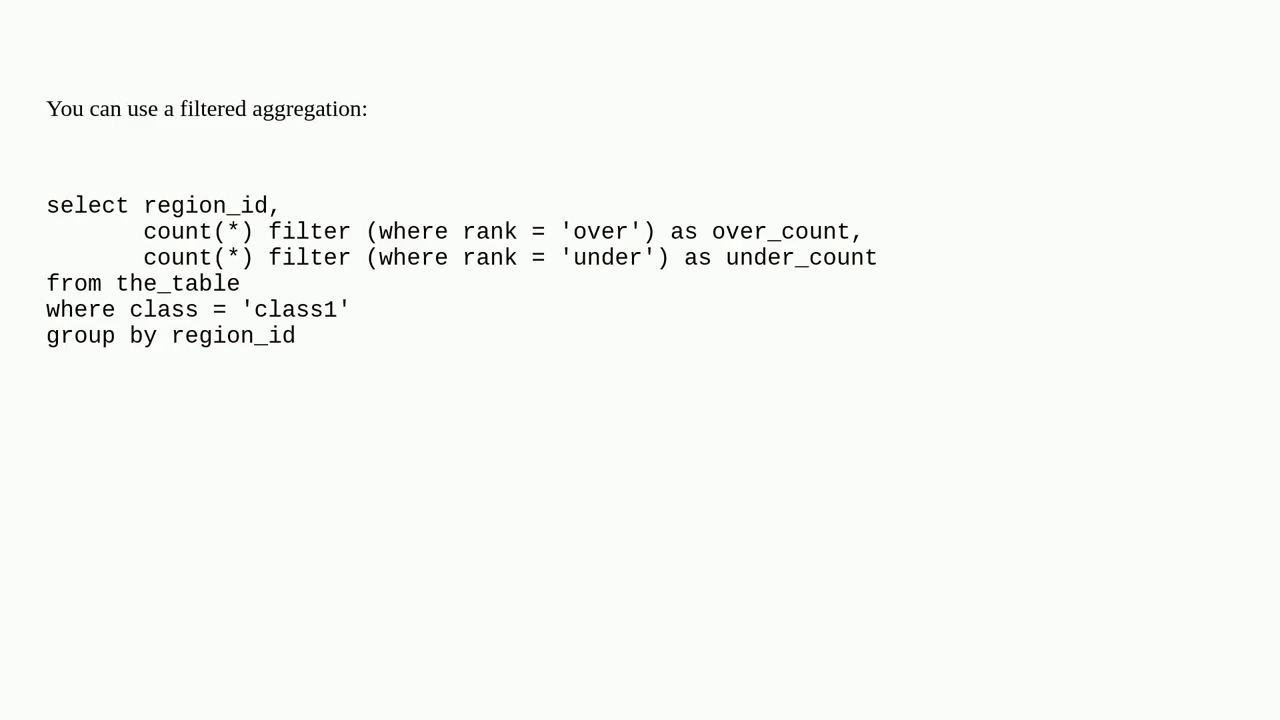 You can use a filtered aggregation:
select region_id,
       count(*) filter (where rank = 'over') as over_count,
       count(*) filter (where rank = 'under') as under_count
from the_table
where class = 'class1'
group by region_id